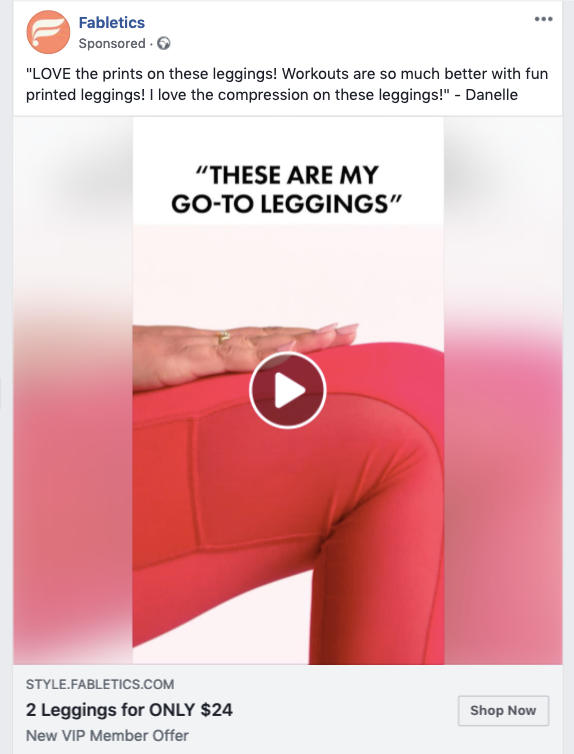 Fabletics
Sponsored ·
"LOVE the prints on these leggings! Workouts are so much better with fun
printed leggings! I love the compression on these leggings!" - Danelle
“THESE ARE MY
GO-TO LEGGINGS”
STYLE.FABLETICS.COM
2 Leggings for ONLY $24
Shop Now
New VIP Member Offer